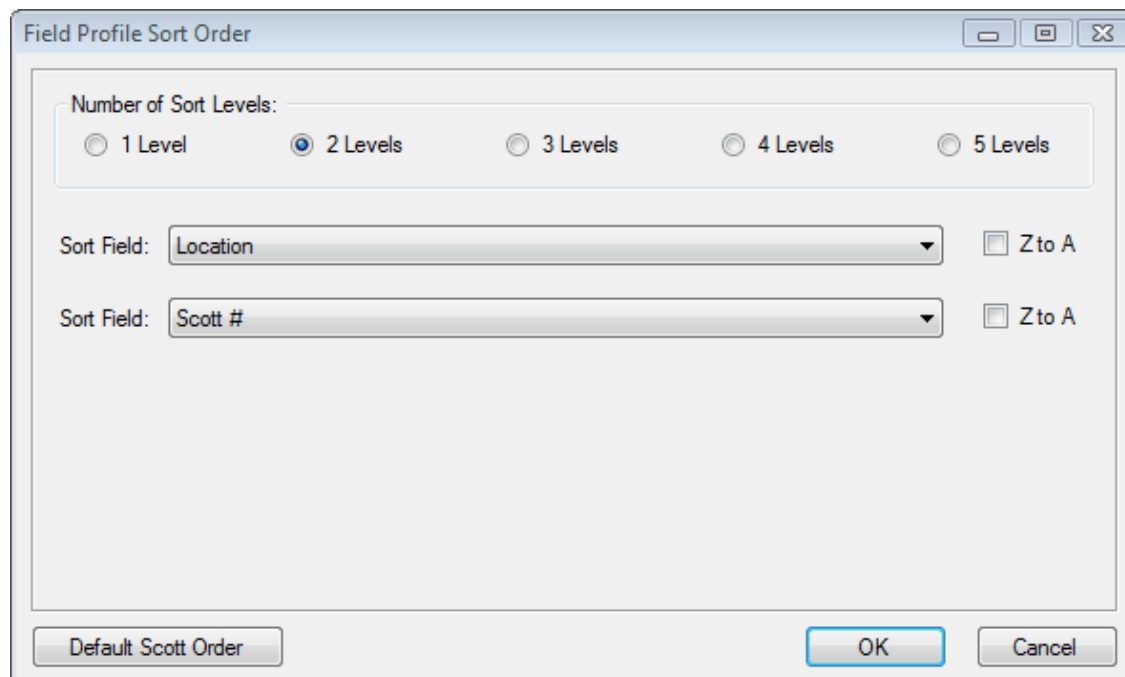 Field Profile Sort Order
Number of Sort Levels:
1 Level 2 Levels 3 Levels 4 Levels 5 Levels
Sort Field: Location Z to A
Sort Field: Scott # Z to A
Default Scott Order OK Cancel